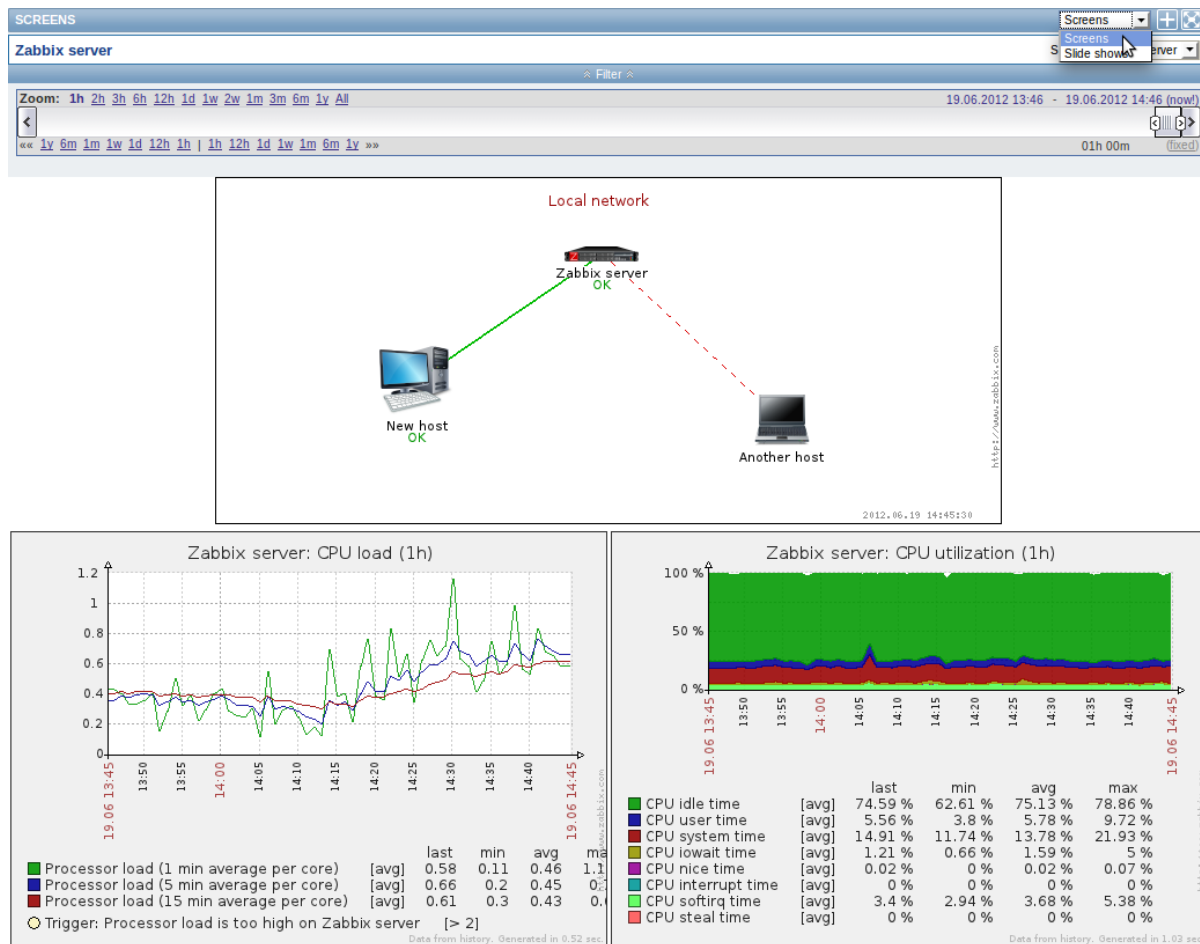 SCREENS Screens
Zabbix server Screens
Slide shows
Filter
Zoom: 1h 2h 3h 6h 12h 1d 1w 2w 1m 3m 6m 1y All 19.06.2012 13:46 - 19.06.2012 14:46 (now!)
«« 1y 6m 1m 1w 1d 12h 1h | 1h 12h 1d 1w 1m 6m 1y »» 01h 00m (fixed)
Local network
Zabbix server
OK
New host
OK
Another host
http://www.zabbix.com
2012.06.19 14:45:30
Zabbix server: CPU load (1h)
1.2
1
0.8
0.6
0.4
0.2
0
19.06 13:45 13:50 13:55 14:00 14:05 14:10 14:15 14:20 14:25 14:30 14:35 14:40 19.06 14:45
last min avg
Processor load (1 min average per core) [avg] 0.58 0.11 0.46
Processor load (5 min average per core) [avg] 0.66 0.2 0.45
Processor load (15 min average per core) [avg] 0.61 0.3 0.43
Trigger: Processor load is too high on Zabbix server [> 2]
Data from history. Generated in 0.52 sec.
Zabbix server: CPU utilization (1h)
100 %
50 %
0 %
19.06 13:45 13:50 13:55 14:00 14:05 14:10 14:15 14:20 14:25 14:30 14:35 14:40 19.06 14:45
last min avg max
CPU idle time [avg] 74.59 % 62.61 % 75.13 % 78.86 %
CPU user time [avg] 5.56 % 3.8 % 5.78 % 9.72 %
CPU system time [avg] 14.91 % 11.74 % 13.78 % 21.93 %
CPU iowait time [avg] 1.21 % 0.66 % 1.59 % 5 %
CPU nice time [avg] 0.02 % 0 % 0.02 % 0.07 %
CPU interrupt time [avg] 0 % 0 % 0 % 0 %
CPU softirq time [avg] 3.4 % 2.94 % 3.68 % 5.38 %
CPU steal time [avg] 0 % 0 % 0 % 0 %
Data from history. Generated in 1.03 sec.